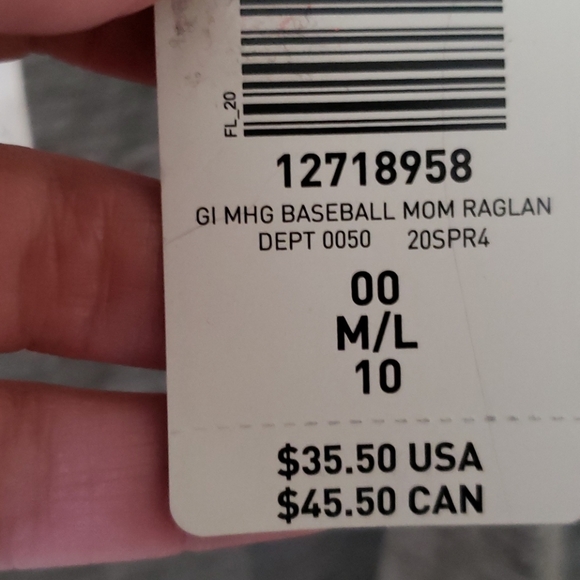 FL_20
12718958
GI MHG BASEBALL MOM RAGLAN
DEPT 0050 20SPR4
00
M/L
10
$35.50 USA
$45.50 CAN